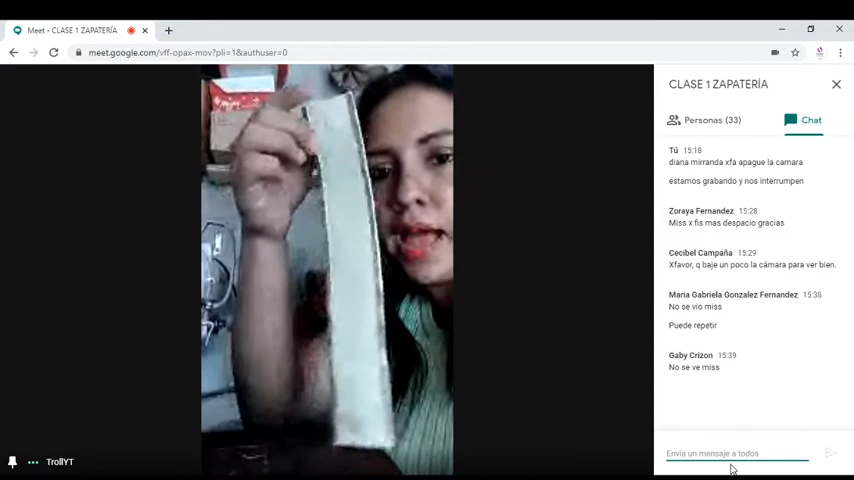 Meet - CLASE 1 ZAPATERÍA
meet.google.com/vff-opax-mov?pli=1&authuser=0
CLASE 1 ZAPATERÍA
Personas (33)
Chat
Tú 15:18
diana mirranda xfa apague la camara
estamos grabando y nos interrumpen
Zoraya Fernandez 15:28
Miss x fis mas despacio gracias
Cecibel Campaña 15:29
Xfavor, q baje un poco la cámara para ver bien.
Maria Gabriela Gonzalez Fernandez 15:38
No se vio miss
Puede repetir
Gaby Crizon 15:39
No se ve miss
Envía un mensaje a todos
TrollYT